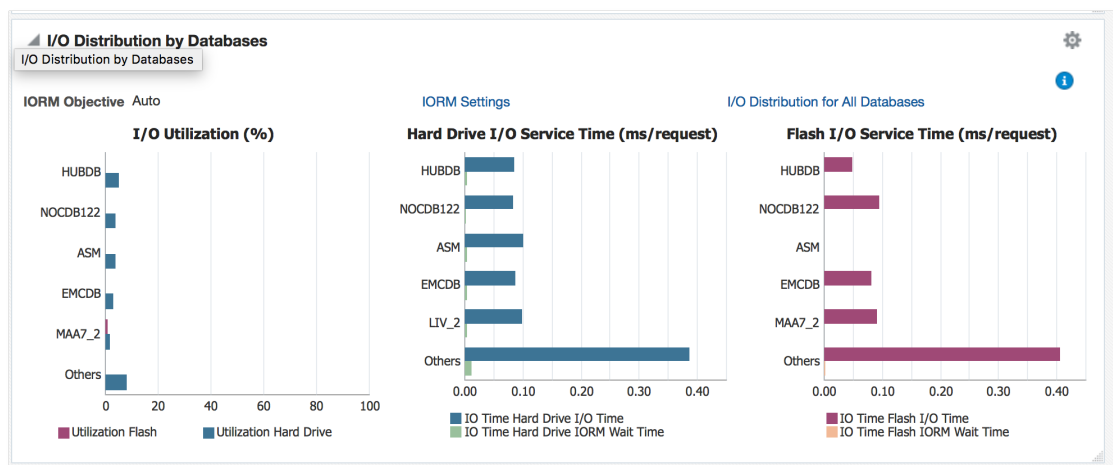 I/O Distribution by Databases
I/O Distribution by Databases
IORM Objective Auto
IORM Settings
I/O Distribution for All Databases
I/O Utilization (%)
HUBDB
NOCDB122
ASM
EMCDB
MAA7_2
Others
0 20 40 60 80 100
Utilization Flash
Utilization Hard Drive
Hard Drive I/O Service Time (ms/request)
HUBDB
NOCDB122
ASM
EMCDB
LIV_2
Others
0.00 0.10 0.20 0.30 0.40
IO Time Hard Drive I/O Time
IO Time Hard Drive IORM Wait Time
Flash I/O Service Time (ms/request)
HUBDB
NOCDB122
ASM
EMCDB
MAA7_2
Others
0.00 0.10 0.20 0.30 0.40
IO Time Flash I/O Time
IO Time Flash IORM Wait Time